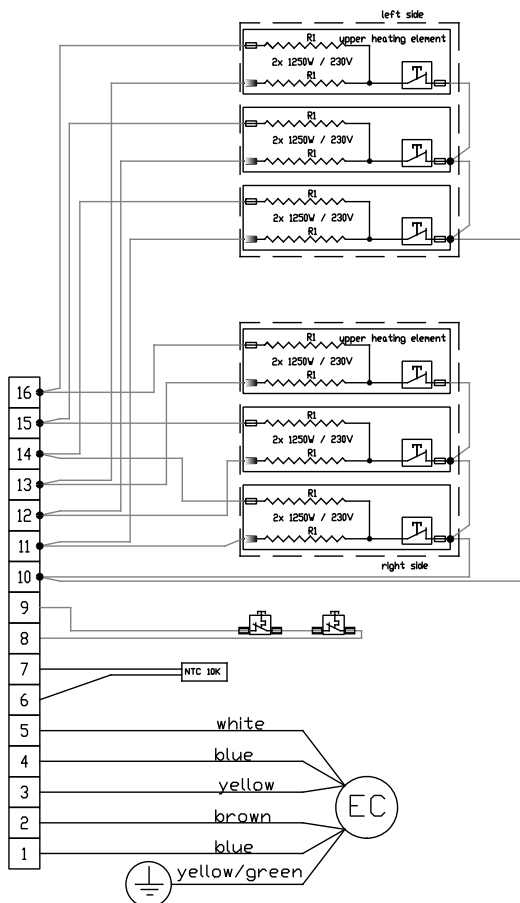 left side
upper heating element
R1
2x 1250W / 230V
R1
R1
2x 1250W / 230V
R1
R1
2x 1250W / 230V
R1
R1
upper heating element
2x 1250W / 230V
R1
R1
2x 1250W / 230V
R1
R1
2x 1250W / 230V
R1
right side
16
15
14
13
12
11
10
9
8
7
NTC 10K
6
5
white
4
blue
3
yellow
EC
2
brown
1
blue
yellow/green